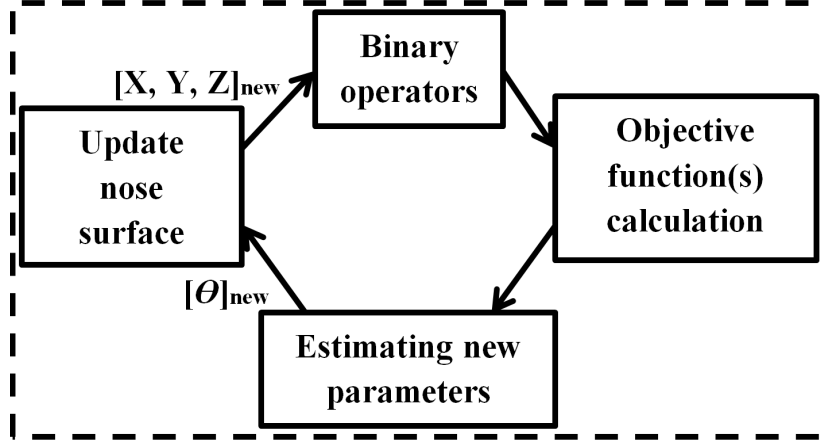 Binary
operators
[X, Y, Z]new
Update
nose
surface
Objective
function(s)
calculation
[Θ]new
Estimating new
parameters